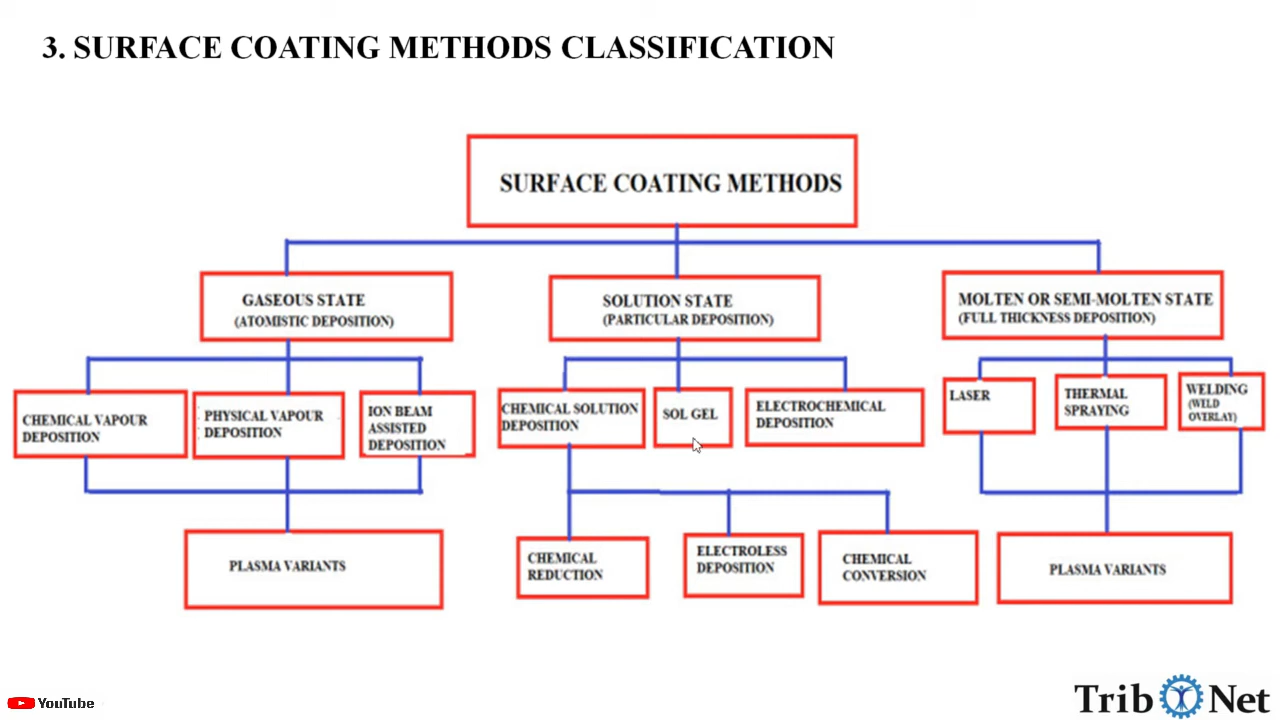 3. SURFACE COATING METHODS CLASSIFICATION
SURFACE COATING METHODS
GASEOUS STATE
(ATOMISTIC DEPOSITION)
SOLUTION STATE
(PARTICULAR DEPOSITION)
MOLTEN OR SEMI-MOLTEN STATE
(FULL THICKNESS DEPOSITION)
CHEMICAL VAPOUR
DEPOSITION
PHYSICAL VAPOUR
DEPOSITION
ION BEAM
ASSISTED
DEPOSITION
CHEMICAL SOLUTION
DEPOSITION
SOL GEL
ELECTROCHEMICAL
DEPOSITION
LASER
THERMAL
SPRAYING
WELDING
(WELD
OVERLAY)
PLASMA VARIANTS
CHEMICAL
REDUCTION
ELECTROLESS
DEPOSITION
CHEMICAL
CONVERSION
PLASMA VARIANTS
YouTube
Trib Net